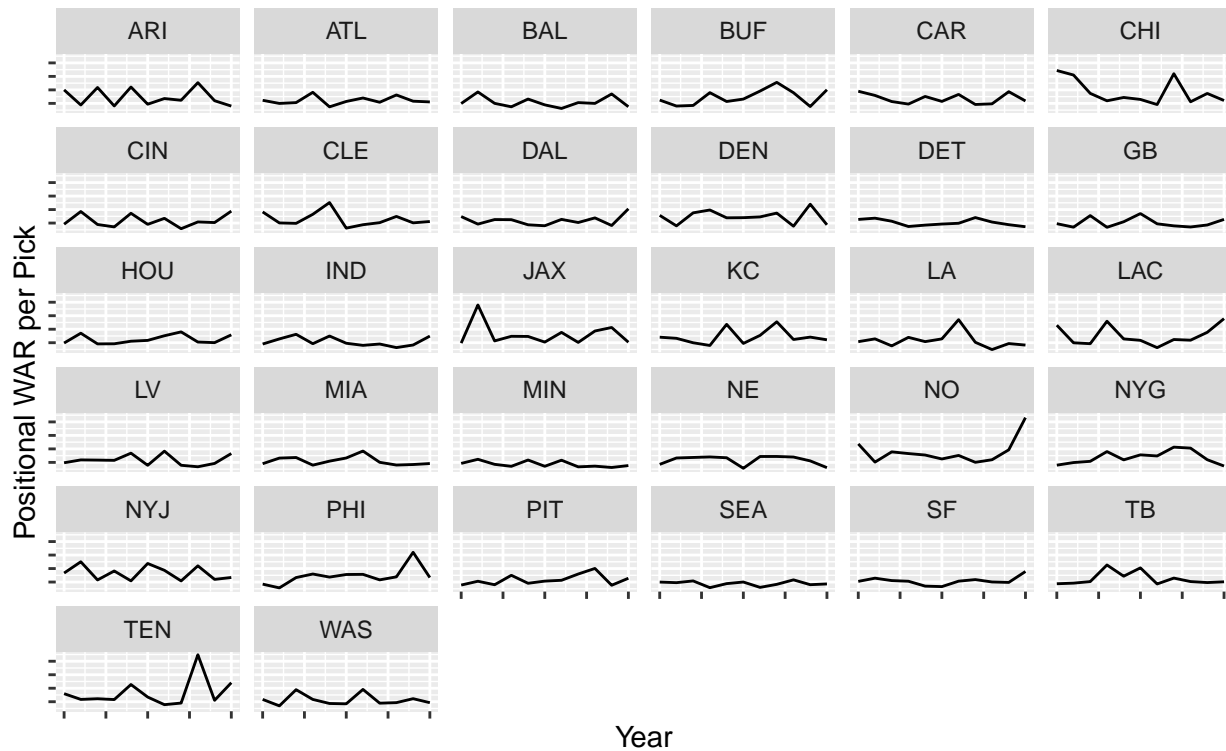 ARI ATL BAL BUF CAR CHI
CIN CLE DAL DEN DET GB
HOU IND JAX KC LA LAC
LV MIA MIN NE NO NYG
NYJ PHI PIT SEA SF TB
TEN WAS
Positional WAR per Pick
Year